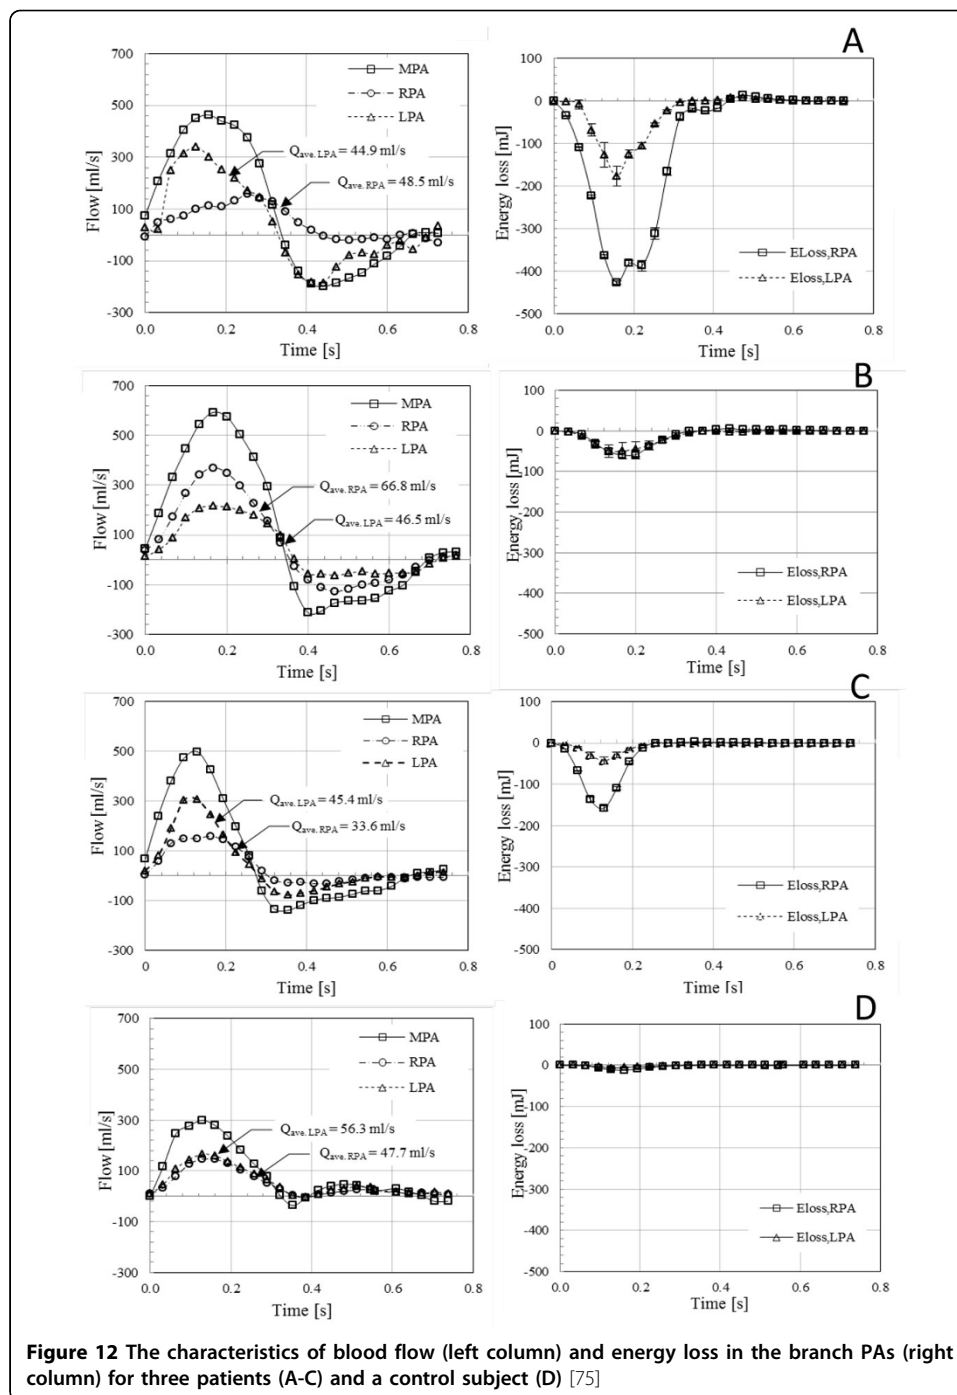 A
700
500
300
100
-100
-300
Flow [ml/s]
MPA
RPA
LPA
Qave. LPA = 44.9 ml/s
Qave. RPA = 48.5 ml/s
0.0 0.2 0.4 0.6 0.8
Time [s]
100
0
-100
-200
-300
-400
-500
Energy loss [mJ]
ELoss,RPA
Eloss,LPA
0.0 0.2 0.4 0.6 0.8
Time [s]
B
700
500
300
100
-100
-300
Flow [ml/s]
MPA
RPA
LPA
Qave. RPA = 66.8 ml/s
Qave. LPA = 46.5 ml/s
0.0 0.2 0.4 0.6 0.8
Time [s]
100
0
-100
-200
-300
-400
-500
Energy loss [mJ]
Eloss,RPA
Eloss,LPA
0.0 0.2 0.4 0.6 0.8
Time [s]
C
700
500
300
100
-100
-300
Flow [ml/s]
MPA
RPA
LPA
Qave. LPA = 45.4 ml/s
Qave. RPA = 33.6 ml/s
0 0.2 0.4 0.6 0.8
Time [s]
100
0
-100
-200
-300
-400
-500
Energy loss [mJ]
Eloss,RPA
Eloss,LPA
0 0.2 0.4 0.6 0.8
Time [s]
D
700
500
300
100
-100
-300
Flow [ml/s]
MPA
RPA
LPA
Qave. LPA = 56.3 ml/s
Qave. RPA = 47.7 ml/s
0.0 0.2 0.4 0.6 0.8
Time [s]
100
0
-100
-200
-300
-400
-500
Energy loss [mJ]
Eloss,RPA
Eloss,LPA
0.0 0.2 0.4 0.6 0.8
Time [s]
Figure 12 The characteristics of blood flow (left column) and energy loss in the branch PAs (right
column) for three patients (A-C) and a control subject (D) [75]